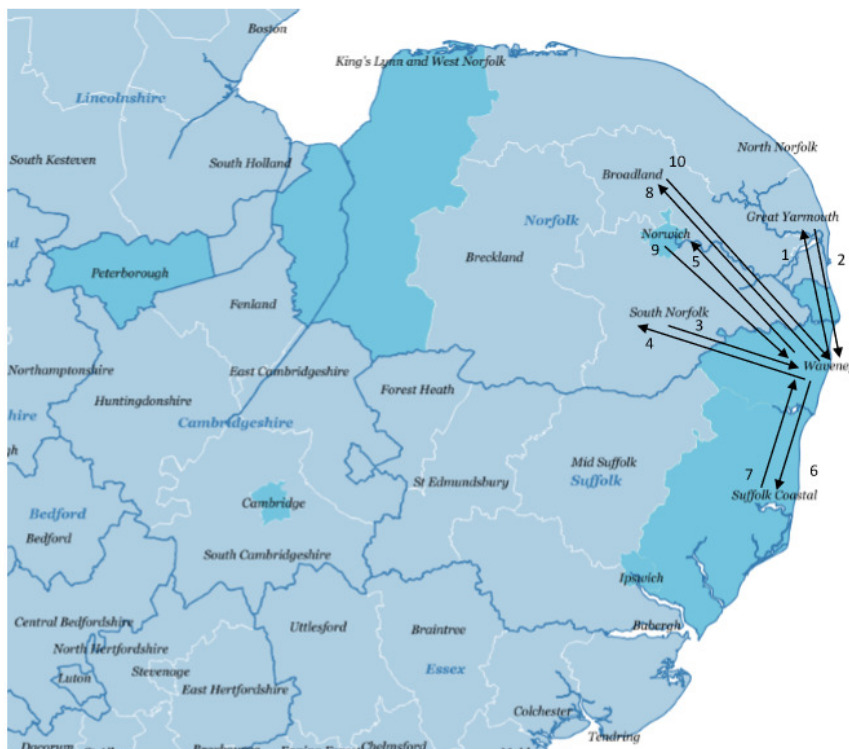 Boston
King's Lynn and West Norfolk
Lincolnshire
North Norfolk
South Kesteven
South Holland
10
Broadland
8
Great Yarmouth
Norfolk
Norwich
9
5
1
2
Breckland
Peterborough
Fenland
South Norfolk
3
4
Northamptonshire
East Cambridgeshire
Waveney
Forest Heath
Huntingdonshire
Cambridgeshire
Mid Suffolk
St Edmundsbury
Suffolk
7
6
Suffolk Coastal
Cambridge
Bedford
Bedford
South Cambridgeshire
Ipswich
Central Bedfordshire
Uttlesford
Braintree
Babergh
North Hertfordshire
Stevenage
Luton
East Hertfordshire
Essex
Colchester
Tendring
Dacorum
Chelmsford